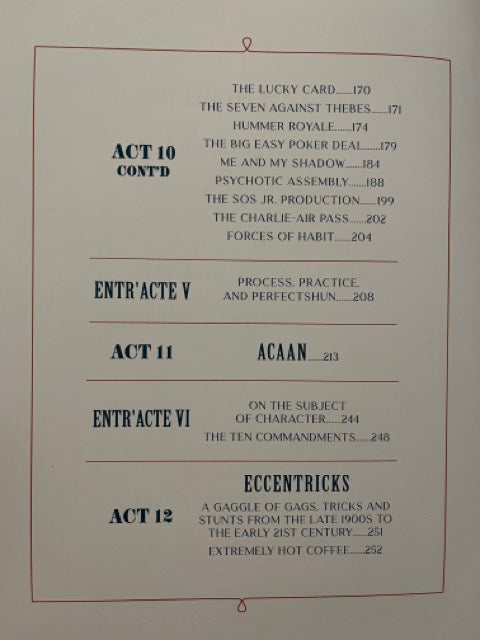 ACT 10
CONT'D
THE LUCKY CARD......170
THE SEVEN AGAINST THEBES......171
HUMMER ROYALE......174
THE BIG EASY POKER DEAL......179
ME AND MY SHADOW......184
PSYCHOTIC ASSEMBLY......188
THE SOS JR. PRODUCTION......199
THE CHARLIE-AIR PASS......202
FORCES OF HABIT......204
ENTR'ACTE V
PROCESS, PRACTICE,
AND PERFECTSHUN......208
ACT 11
ACAAN......213
ENTR'ACTE VI
ON THE SUBJECT
OF CHARACTER......244
THE TEN COMMANDMENTS......248
ACT 12
ECCENTRICKS
A GAGGLE OF GAGS, TRICKS AND
STUNTS FROM THE LATE 1900S TO
THE EARLY 21ST CENTURY......251
EXTREMELY HOT COFFEE......252